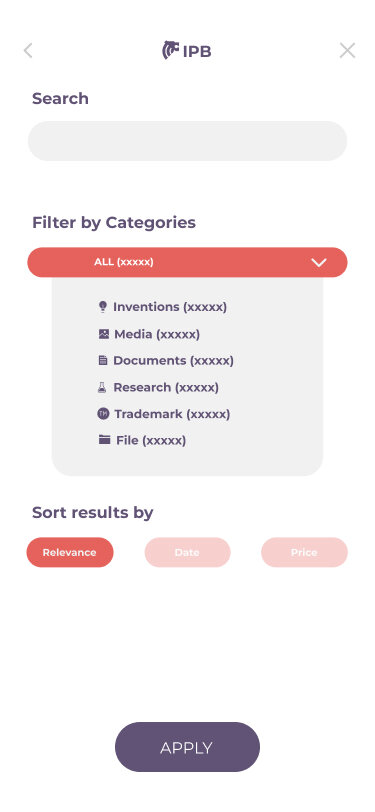 IPB
Search
Filter by Categories
ALL (xxxxx)
Inventions (xxxxx)
Media (xxxxx)
Documents (xxxxx)
Research (xxxxx)
TM Trademark (xxxxx)
File (xxxxx)
Sort results by
Relevance Date Price
APPLY